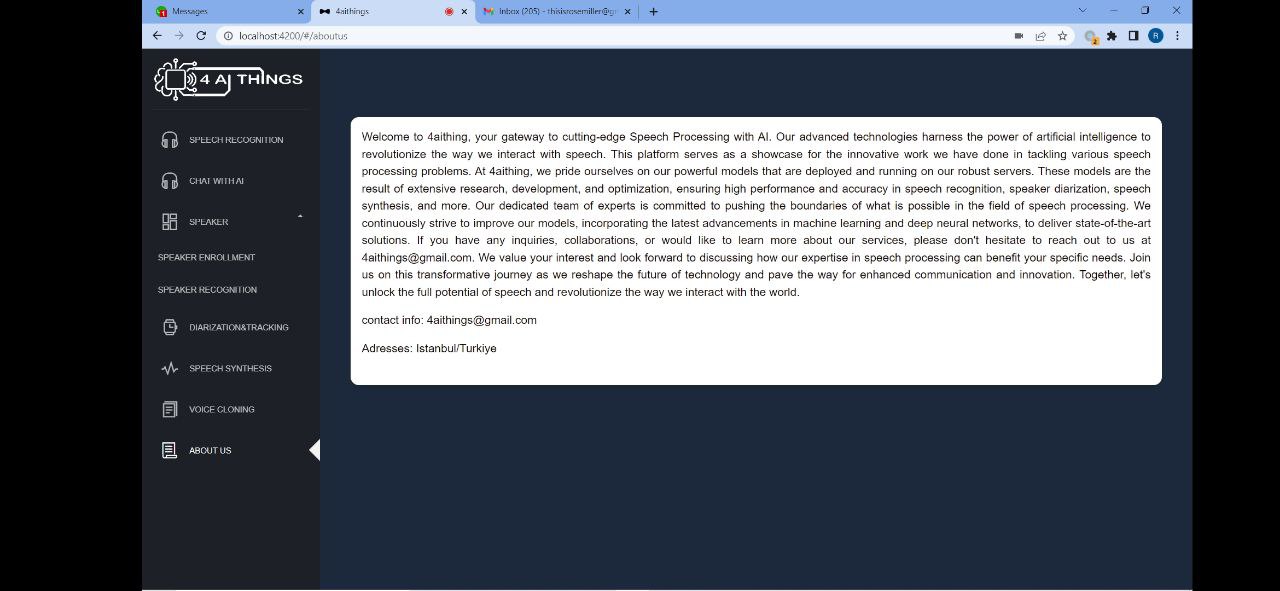 1
Messages
4aithings
Inbox (205) - thisisrosemiller@gr
localhost:4200/#/aboutus
2
R
4 AI THINGS
SPEECH RECOGNITION
CHAT WITH AI
SPEAKER
SPEAKER ENROLLMENT
SPEAKER RECOGNITION
DIARIZATION&TRACKING
SPEECH SYNTHESIS
VOICE CLONING
ABOUT US
Welcome to 4aithing, your gateway to cutting-edge Speech Processing with AI. Our advanced technologies harness the power of artificial intelligence to
revolutionize the way we interact with speech. This platform serves as a showcase for the innovative work we have done in tackling various speech
processing problems. At 4aithing, we pride ourselves on our powerful models that are deployed and running on our robust servers. These models are the
result of extensive research, development, and optimization, ensuring high performance and accuracy in speech recognition, speaker diarization, speech
synthesis, and more. Our dedicated team of experts is committed to pushing the boundaries of what is possible in the field of speech processing. We
continuously strive to improve our models, incorporating the latest advancements in machine learning and deep neural networks, to deliver state-of-the-art
solutions. If you have any inquiries, collaborations, or would like to learn more about our services, please don't hesitate to reach out to us at
4aithings@gmail.com. We value your interest and look forward to discussing how our expertise in speech processing can benefit your specific needs. Join
us on this transformative journey as we reshape the future of technology and pave the way for enhanced communication and innovation. Together, let's
unlock the full potential of speech and revolutionize the way we interact with the world.
contact info: 4aithings@gmail.com
Adresses: Istanbul/Turkiye